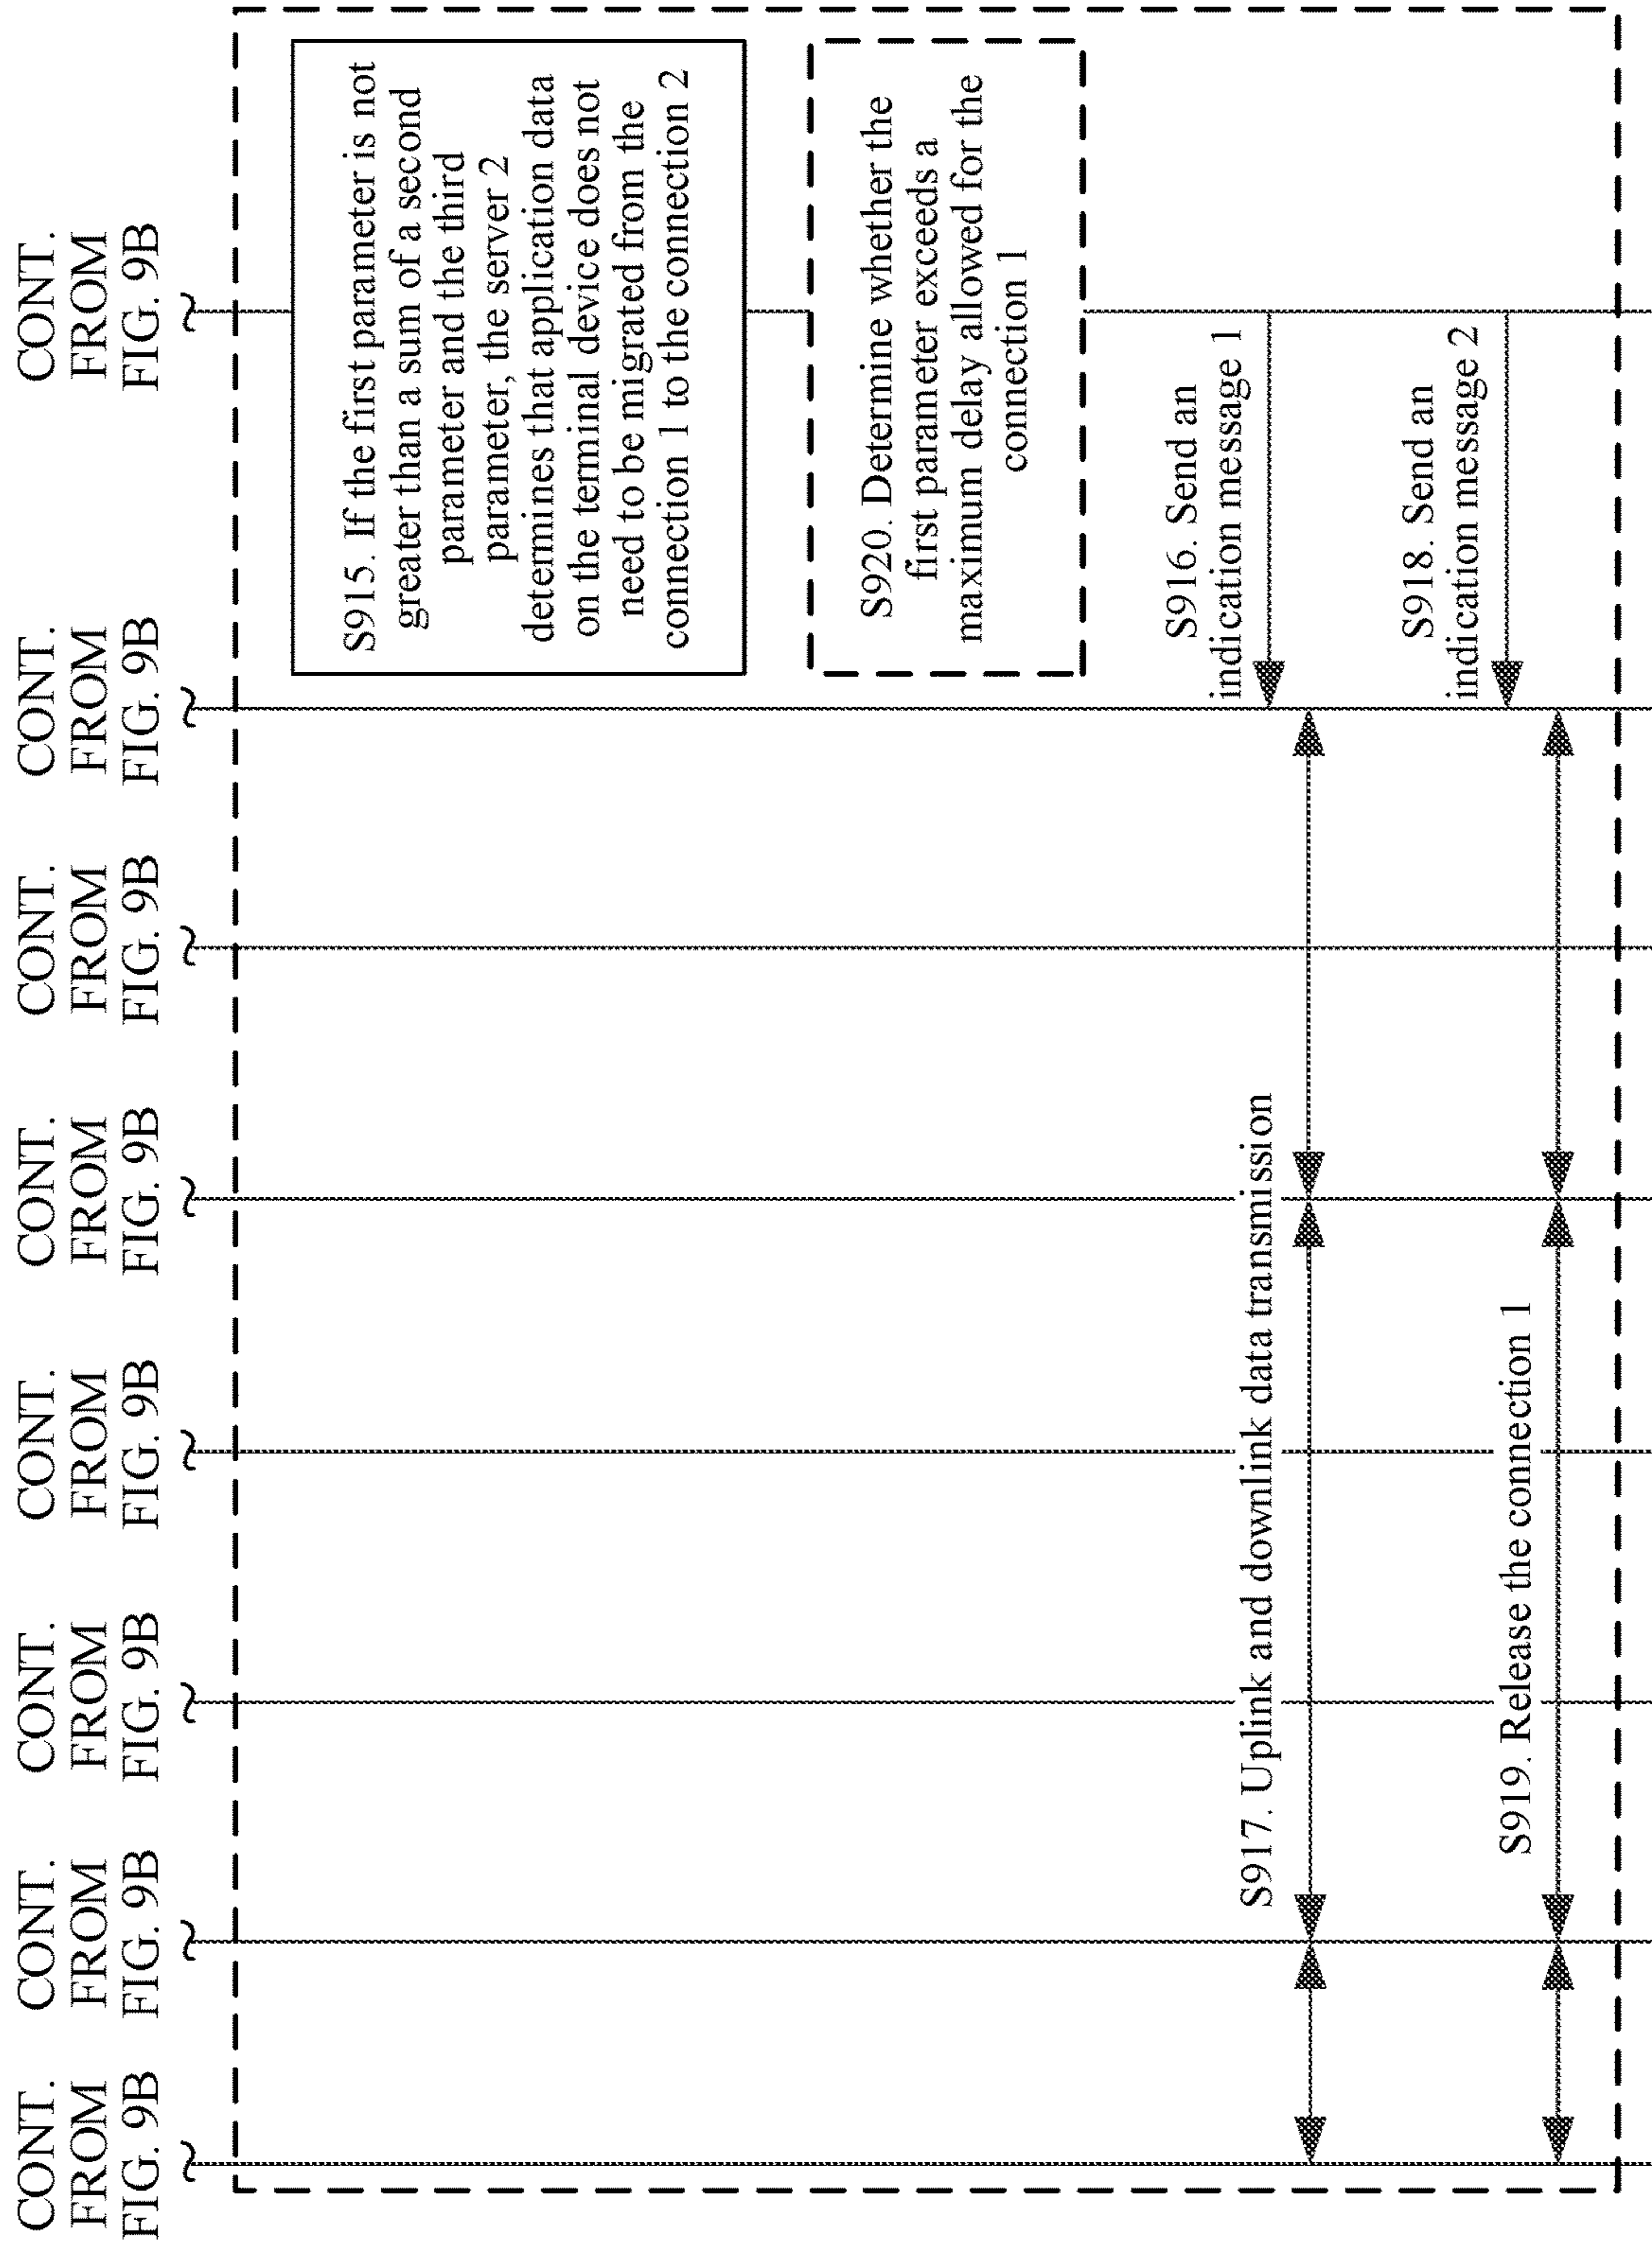 CONT.
FROM
FIG. 9B
CONT.
FROM
FIG. 9B
CONT.
FROM
FIG. 9B
CONT.
FROM
FIG. 9B
CONT.
FROM
FIG. 9B
CONT.
FROM
FIG. 9B
CONT.
FROM
FIG. 9B
CONT.
FROM
FIG. 9B
S915. If the first parameter is not
greater than a sum of a second
parameter and the third
parameter, the server 2
determines that application data
on the terminal device does not
need to be migrated from the
connection 1 to the connection 2
S920. Determine whether the
first parameter exceeds a
maximum delay allowed for the
connection 1
S916. Send an
indication message 1
S917. Uplink and downlink data transmission
S918. Send an
indication message 2
S919. Release the connection 1